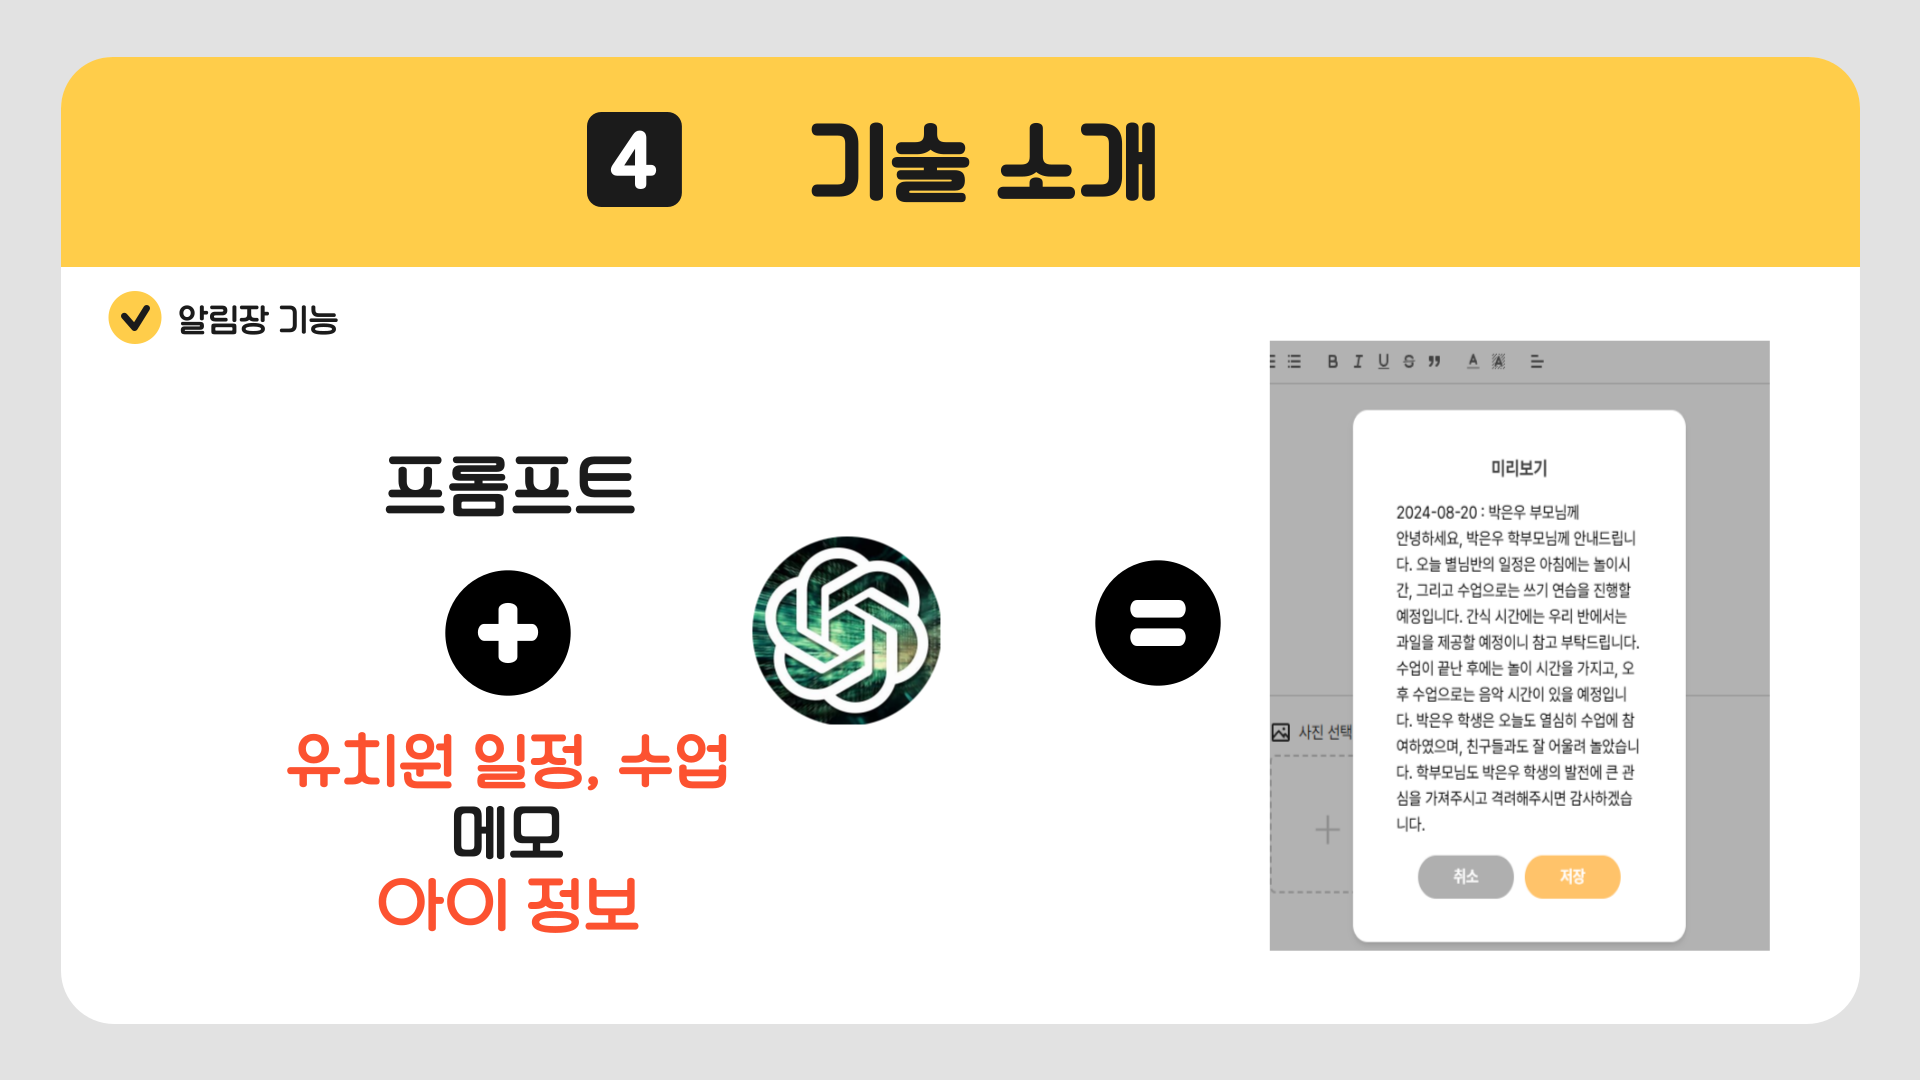 4 기술 소개
알림장 기능
프롬프트
유치원 일정, 수업
메모
아이 정보
B I U S A A
미리보기
2024-08-20 : 박은우 부모님께
안녕하세요, 박은우 학부모님께 안내드립니
다. 오늘 별님반의 일정은 아침에는 놀이시
간, 그리고 수업으로는 쓰기 연습을 진행할
예정입니다. 간식 시간에는 우리 반에서는
과일을 제공할 예정이니 참고 부탁드립니다.
수업이 끝난 후에는 놀이 시간을 가지고, 오
후 수업으로는 음악 시간이 있을 예정입니
다. 박은우 학생은 오늘도 열심히 수업에 참
여하였으며, 친구들과도 잘 어울려 놀았습니
다. 학부모님도 박은우 학생의 발전에 큰 관
심을 가져주시고 격려해주시면 감사하겠습
니다.
사진 선택
취소 저장